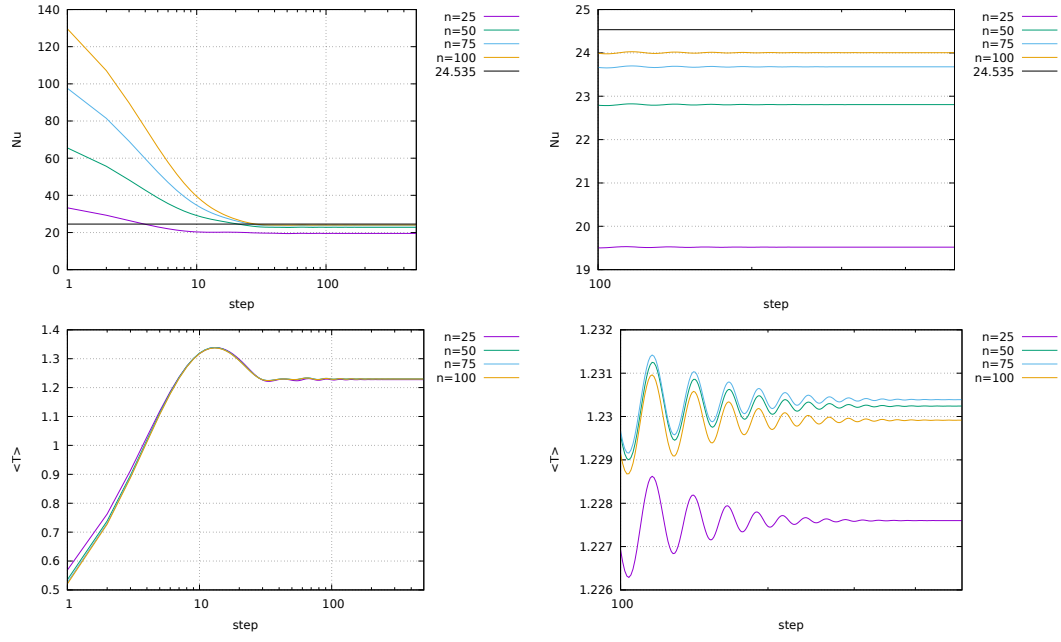 140
120
100
80
60
40
20
0
1
10
100
Nu
step
n=25
n=50
n=75
n=100
24.535
25
24
23
22
21
20
19
100
Nu
step
n=25
n=50
n=75
n=100
24.535
1.4
1.3
1.2
1.1
1
0.9
0.8
0.7
0.6
0.5
1
10
100
<T>
step
n=25
n=50
n=75
n=100
1.232
1.231
1.23
1.229
1.228
1.227
1.226
100
<T>
step
n=25
n=50
n=75
n=100